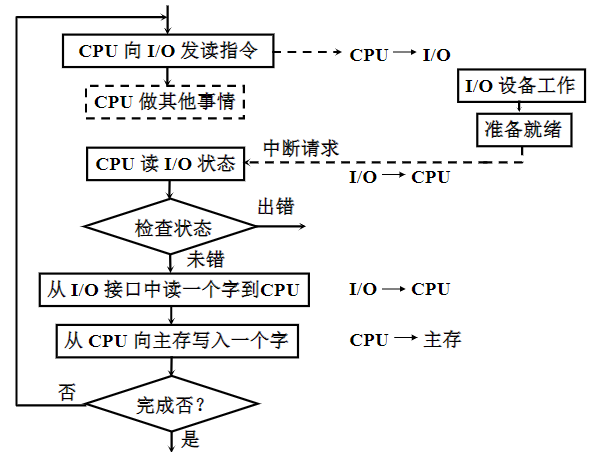 CPU 向 I/O 发读指令
CPU → I/O
CPU 做其他事情
I/O 设备工作
准备就绪
中断请求
CPU 读 I/O 状态
I/O → CPU
检查状态
出错
未错
从 I/O 接口中读一个字到CPU
I/O → CPU
从 CPU 向主存写入一个字
CPU → 主存
完成否?
否
是